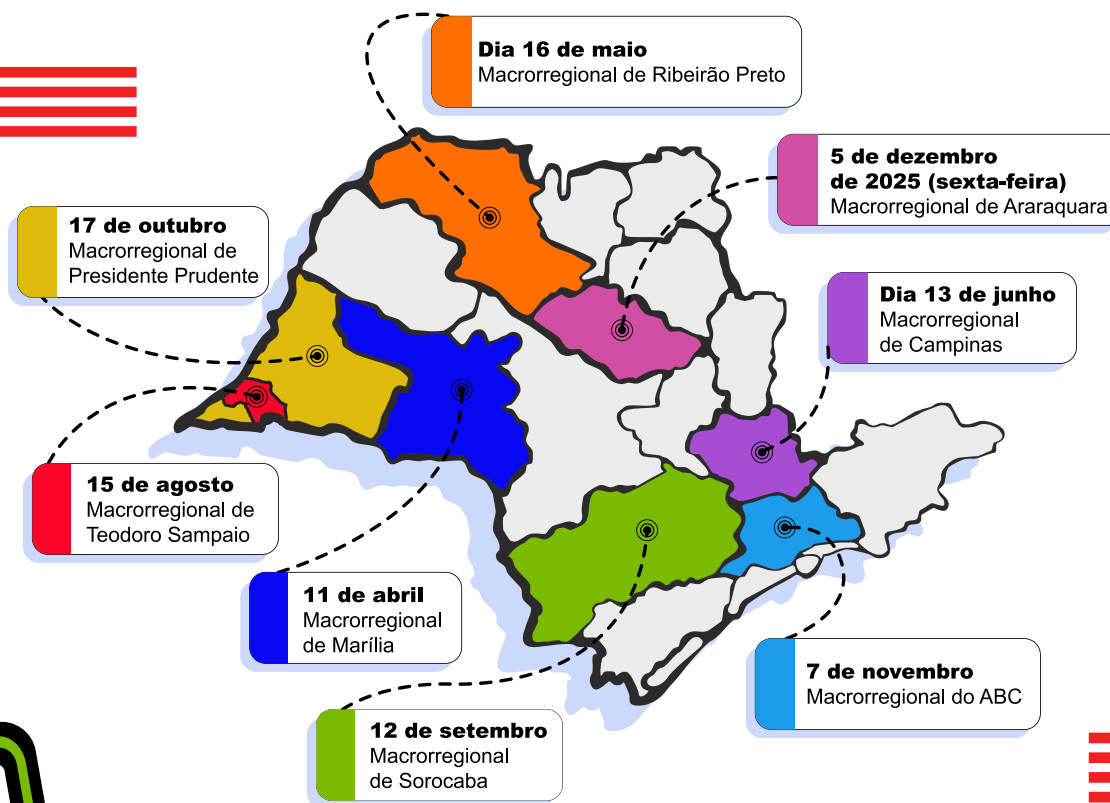 Dia 16 de maio
Macrorregional de Ribeirão Preto
5 de dezembro
de 2025 (sexta-feira)
Macrorregional de Araraquara
17 de outubro
Macrorregional de
Presidente Prudente
Dia 13 de junho
Macrorregional
de Campinas
15 de agosto
Macrorregional de
Teodoro Sampaio
11 de abril
Macrorregional
de Marília
7 de novembro
Macrorregional do ABC
12 de setembro
Macrorregional
de Sorocaba